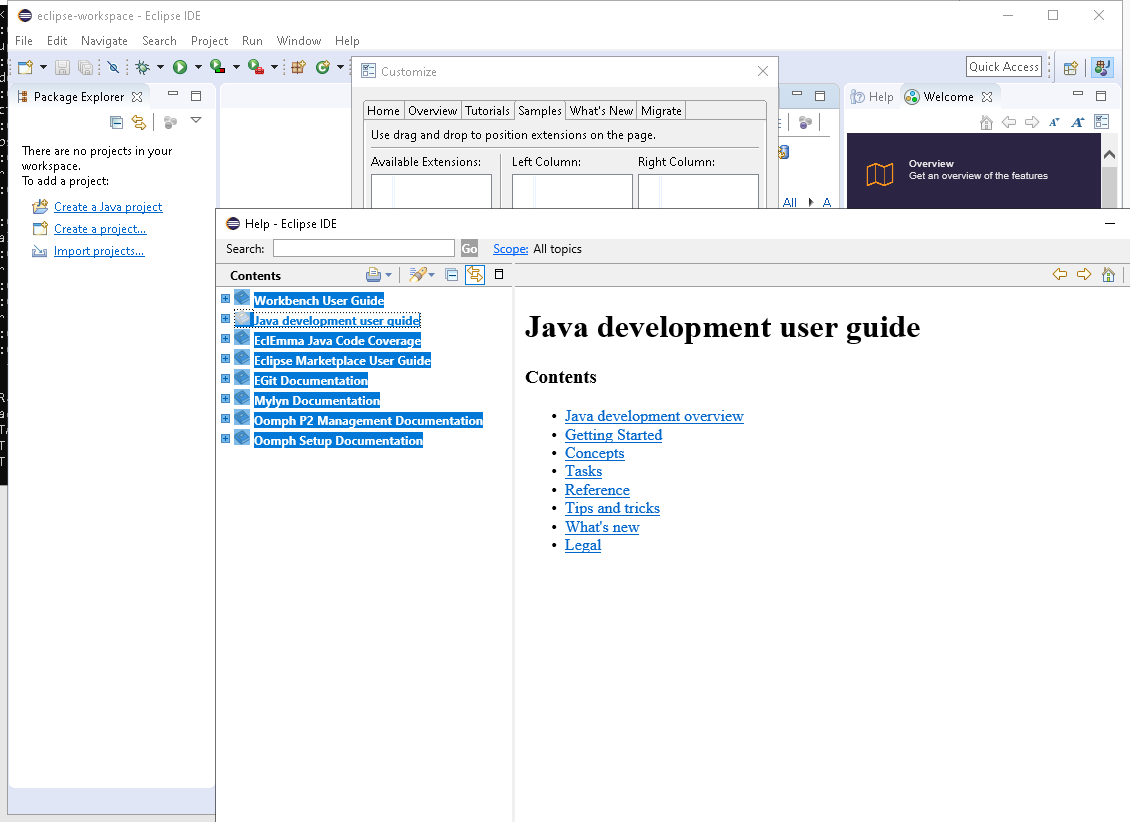 eclipse-workspace - Eclipse IDE
File Edit Navigate Search Project Run Window Help
Quick Access
Package Explorer
There are no projects in your
workspace.
To add a project:
Create a Java project
Create a project...
Import projects...
Customize
Home Overview Tutorials Samples What's New Migrate
Use drag and drop to position extensions on the page.
Available Extensions: Left Column: Right Column:
All A
Help Welcome
Overview
Get an overview of the features
Help - Eclipse IDE
Search: Go Scope: All topics
Contents
Workbench User Guide
Java development user guide
EclEmma Java Code Coverage
Eclipse Marketplace User Guide
EGit Documentation
Mylyn Documentation
Oomph P2 Management Documentation
Oomph Setup Documentation
Java development user guide
Contents
• Java development overview
• Getting Started
• Concepts
• Tasks
• Reference
• Tips and tricks
• What's new
• Legal